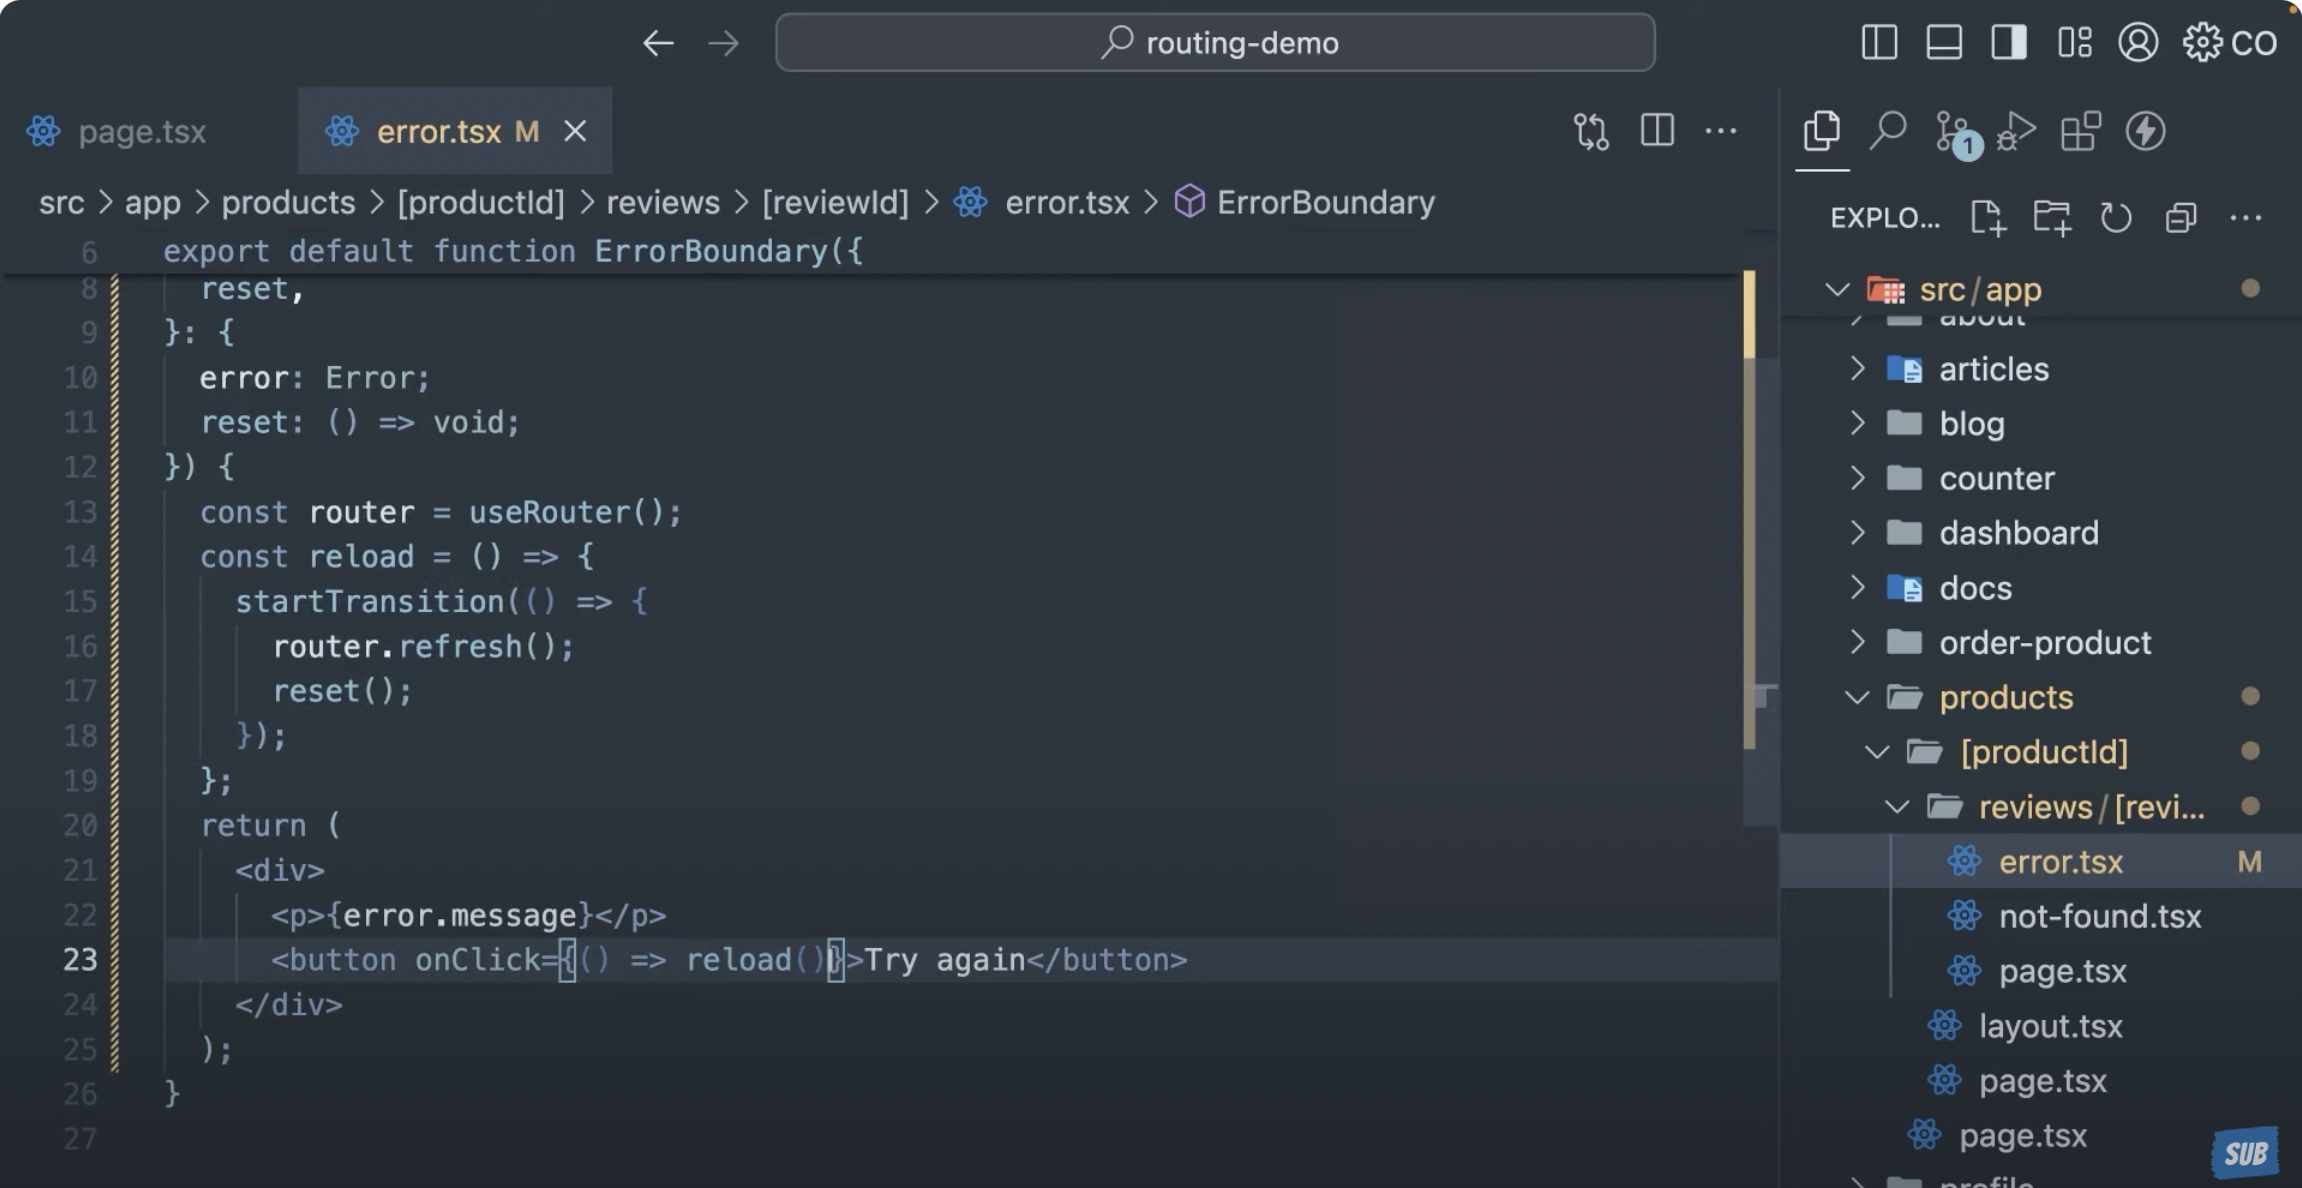 routing-demo
CO
page.tsx
error.tsx M
src > app > products > [productId] > reviews > [reviewId] > error.tsx > ErrorBoundary
6 export default function ErrorBoundary({
8 reset,
9 }: {
10 error: Error;
11 reset: () => void;
12 }) {
13 const router = useRouter();
14 const reload = () => {
15 startTransition(() => {
16 router.refresh();
17 reset();
18 });
19 };
20 return (
21 <div>
22 <p>{error.message}</p>
23 <button onClick={() => reload()}>Try again</button>
24 </div>
25 );
26 }
27
1
EXPLO...
src/app
about
articles
blog
counter
dashboard
docs
order-product
products
[productId]
reviews/[revi...
error.tsx M
not-found.tsx
page.tsx
layout.tsx
page.tsx
page.tsx
profile
SUB